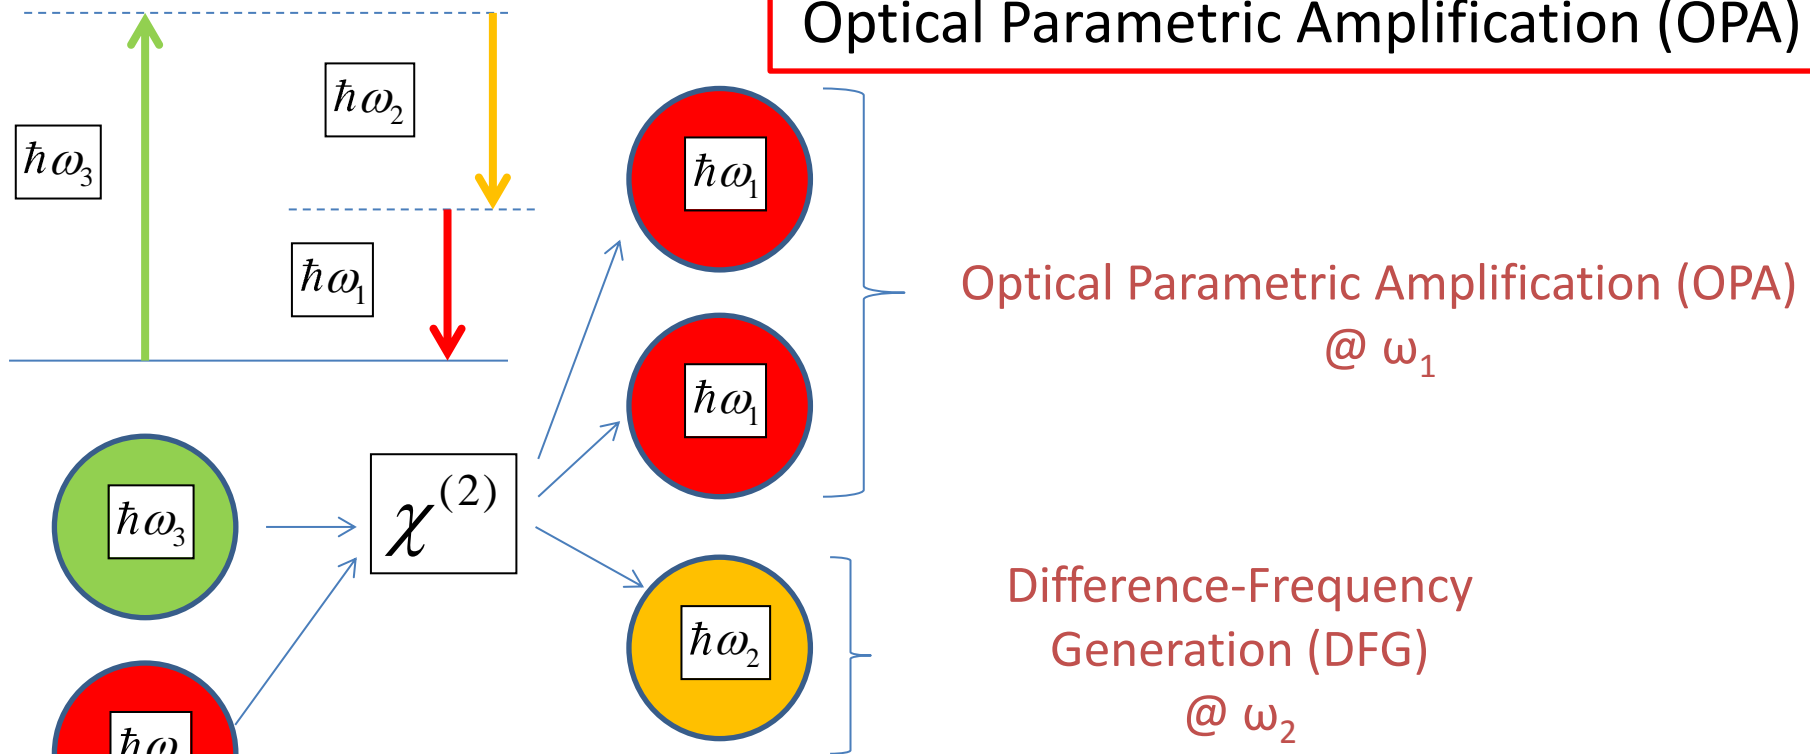 Optical Parametric Amplification (OPA)
ħω₂
ħω₃
ħω₁
ħω₁
Optical Parametric Amplification (OPA)
@ ω₁
ħω₁
ħω₃
χ⁽²⁾
Difference-Frequency
Generation (DFG)
@ ω₂
ħω₂
ħω